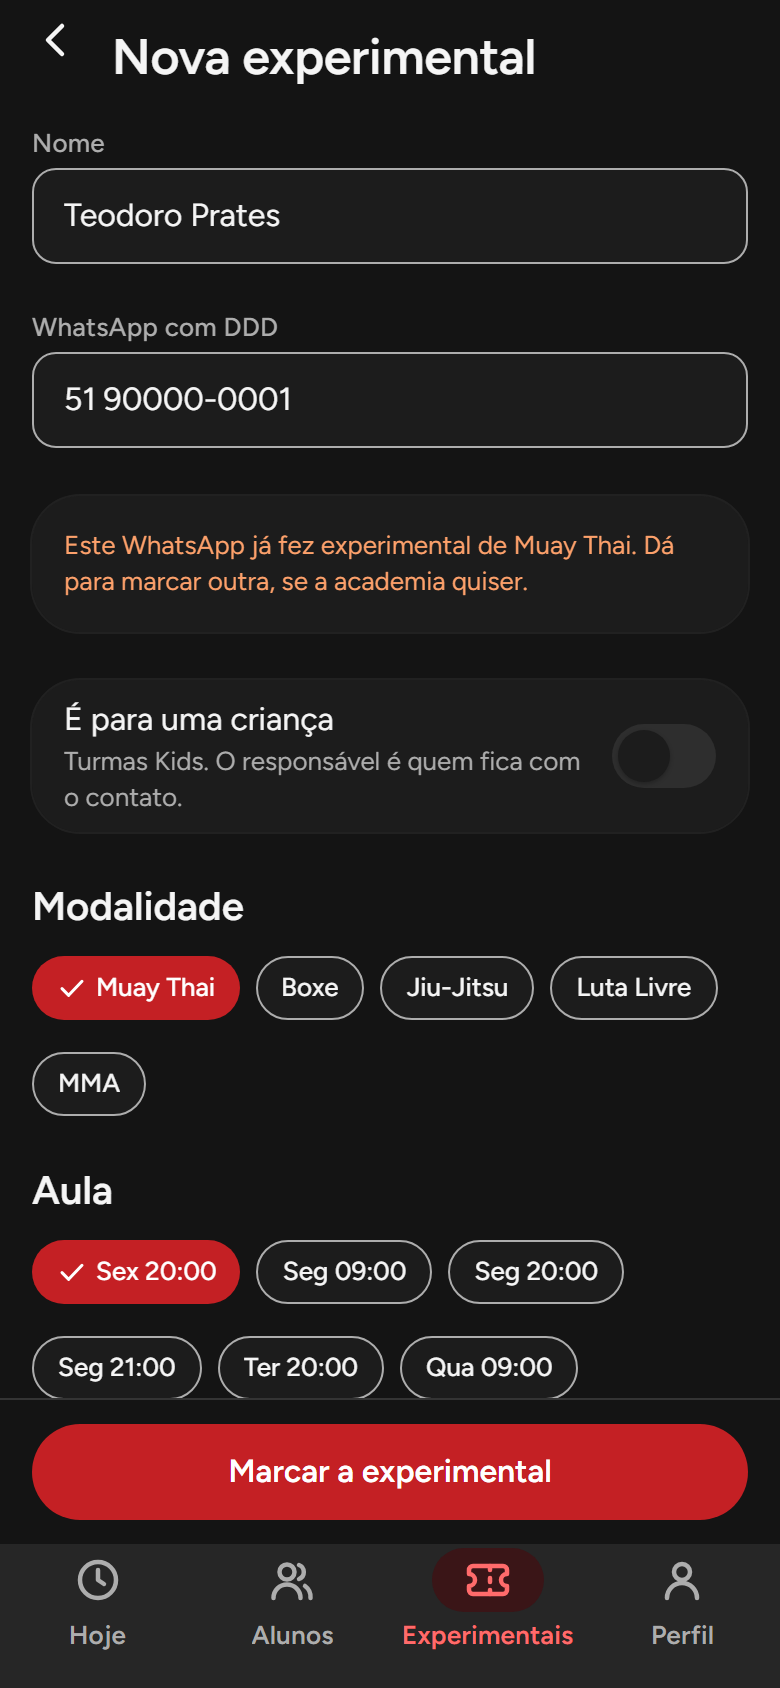 Nova experimental
Nome
Teodoro Prates
WhatsApp com DDD
51 90000-0001
Este WhatsApp já fez experimental de Muay Thai. Dá
para marcar outra, se a academia quiser.
É para uma criança
Turmas Kids. O responsável é quem fica com
o contato.
Modalidade
Muay Thai
Boxe
Jiu-Jitsu
Luta Livre
MMA
Aula
Sex 20:00
Seg 09:00
Seg 20:00
Seg 21:00
Ter 20:00
Qua 09:00
Marcar a experimental
Hoje
Alunos
Experimentais
Perfil